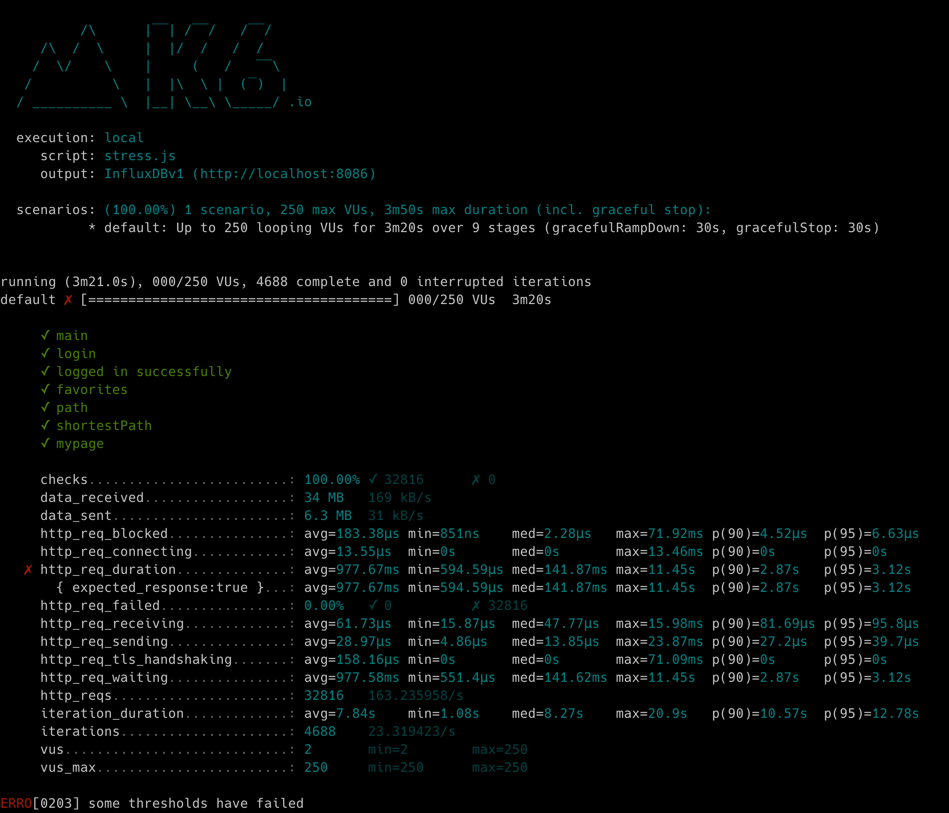 /\      |‾‾| /‾‾/   /‾‾/
/\  /  \     |  |/  /   /  /
/  \/    \    |     (   /   ‾‾\
/          \   |  |\  \ |  (‾)  |
/ __________ \  |__| \__\ \_____/ .io
execution: local
script: stress.js
output: InfluxDBv1 (http://localhost:8086)
scenarios: (100.00%) 1 scenario, 250 max VUs, 3m50s max duration (incl. graceful stop):
* default: Up to 250 looping VUs for 3m20s over 9 stages (gracefulRampDown: 30s, gracefulStop: 30s)
running (3m21.0s), 000/250 VUs, 4688 complete and 0 interrupted iterations
default ✗ [======================================] 000/250 VUs  3m20s
✓ main
✓ login
✓ logged in successfully
✓ favorites
✓ path
✓ shortestPath
✓ mypage
checks.........................: 100.00% ✓ 32816      ✗ 0
data_received..................: 34 MB   169 kB/s
data_sent......................: 6.3 MB  31 kB/s
http_req_blocked...............: avg=183.38µs min=851ns    med=2.28µs   max=71.92ms p(90)=4.52µs  p(95)=6.63µs
http_req_connecting............: avg=13.55µs  min=0s       med=0s       max=13.46ms p(90)=0s      p(95)=0s
✗ http_req_duration..............: avg=977.67ms min=594.59µs med=141.87ms max=11.45s  p(90)=2.87s   p(95)=3.12s
{ expected_response:true }...: avg=977.67ms min=594.59µs med=141.87ms max=11.45s  p(90)=2.87s   p(95)=3.12s
http_req_failed................: 0.00%   ✓ 0          ✗ 32816
http_req_receiving.............: avg=61.73µs  min=15.87µs  med=47.77µs  max=15.98ms p(90)=81.69µs p(95)=95.8µs
http_req_sending...............: avg=28.97µs  min=4.86µs   med=13.85µs  max=23.87ms p(90)=27.2µs  p(95)=39.7µs
http_req_tls_handshaking.......: avg=158.16µs min=0s       med=0s       max=71.09ms p(90)=0s      p(95)=0s
http_req_waiting...............: avg=977.58ms min=551.4µs  med=141.62ms max=11.45s  p(90)=2.87s   p(95)=3.12s
http_reqs......................: 32816   163.235958/s
iteration_duration.............: avg=7.84s    min=1.08s    med=8.27s    max=20.9s   p(90)=10.57s  p(95)=12.78s
iterations.....................: 4688    23.319423/s
vus............................: 2       min=2        max=250
vus_max........................: 250     min=250      max=250
ERRO[0203] some thresholds have failed